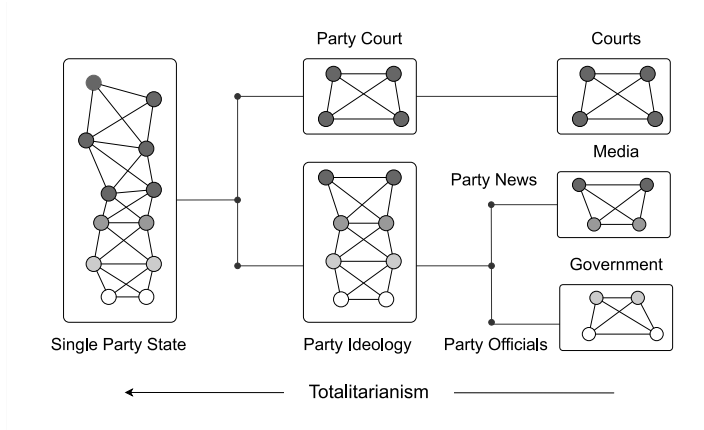 Party Court
Courts
Media
Party News
Government
Single Party State
Party Ideology
Party Officials
Totalitarianism